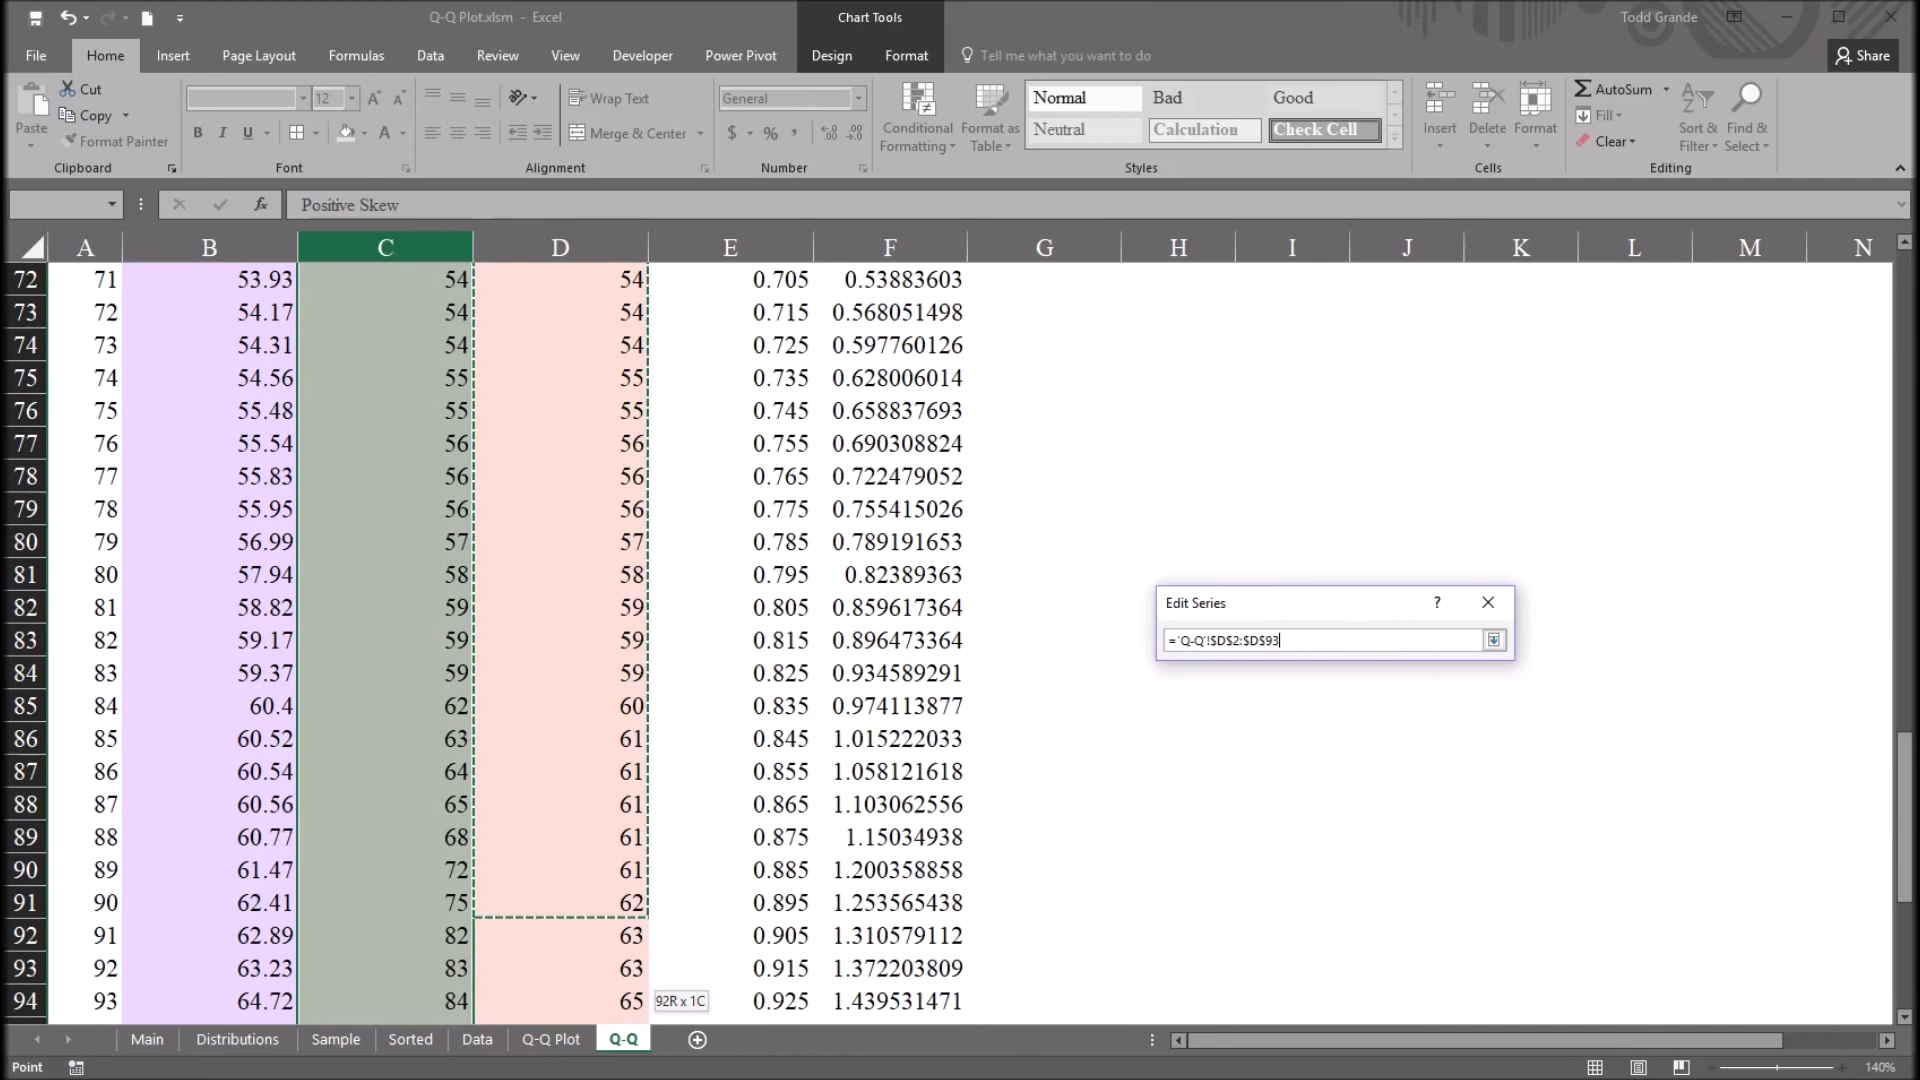 Q-Q Plot.xlsm - Excel
Chart Tools
Todd Grande
File Home Insert Page Layout Formulas Data Review View Developer Power Pivot Design Format Tell me what you want to do Share
Paste Cut Copy Format Painter
12
B I U A
Wrap Text
Merge & Center
General
$ % ,
Conditional Formatting
Format as Table
Normal Bad Good
Neutral Calculation Check Cell
Insert Delete Format
AutoSum
Fill
Clear
Sort & Filter
Find & Select
Clipboard Font Alignment Number Styles Cells Editing
fx Positive Skew
A B C D E F G H I J K L M N
72 71 53.93 54 54 0.705 0.53883603
73 72 54.17 54 54 0.715 0.568051498
74 73 54.31 54 54 0.725 0.597760126
75 74 54.56 55 55 0.735 0.628006014
76 75 55.48 55 55 0.745 0.658837693
77 76 55.54 56 56 0.755 0.690308824
78 77 55.83 56 56 0.765 0.722479052
79 78 55.95 56 56 0.775 0.755415026
80 79 56.99 57 57 0.785 0.789191653
81 80 57.94 58 58 0.795 0.82389363
82 81 58.82 59 59 0.805 0.859617364
83 82 59.17 59 59 0.815 0.896473364
84 83 59.37 59 59 0.825 0.934589291
85 84 60.4 62 60 0.835 0.974113877
86 85 60.52 63 61 0.845 1.015222033
87 86 60.54 64 61 0.855 1.058121618
88 87 60.56 65 61 0.865 1.103062556
89 88 60.77 68 61 0.875 1.15034938
90 89 61.47 72 61 0.885 1.200358858
91 90 62.41 75 62 0.895 1.253565438
92 91 62.89 82 63 0.905 1.310579112
93 92 63.23 83 63 0.915 1.372203809
94 93 64.72 84 65 0.925 1.439531471
92R x 1C
Edit Series ?
='Q-Q'!$D$2:$D$93
Main Distributions Sample Sorted Data Q-Q Plot Q-Q
Point
140%